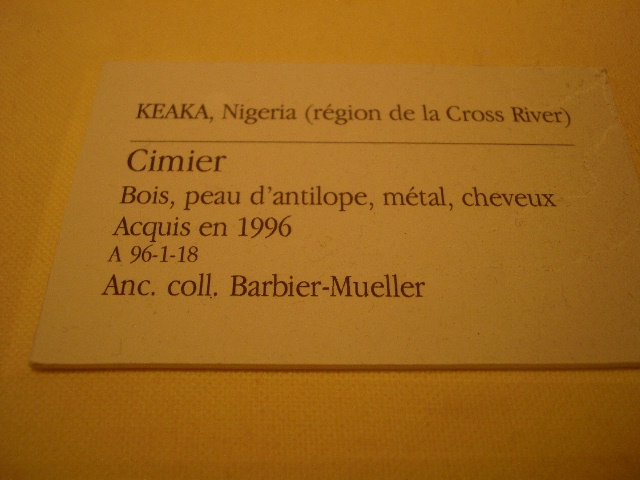 KEAKA, Nigeria (région de la Cross River)
Cimier
Bois, peau d'antilope, métal, cheveux
Acquis en 1996
A 96-1-18
Anc. coll. Barbier-Mueller